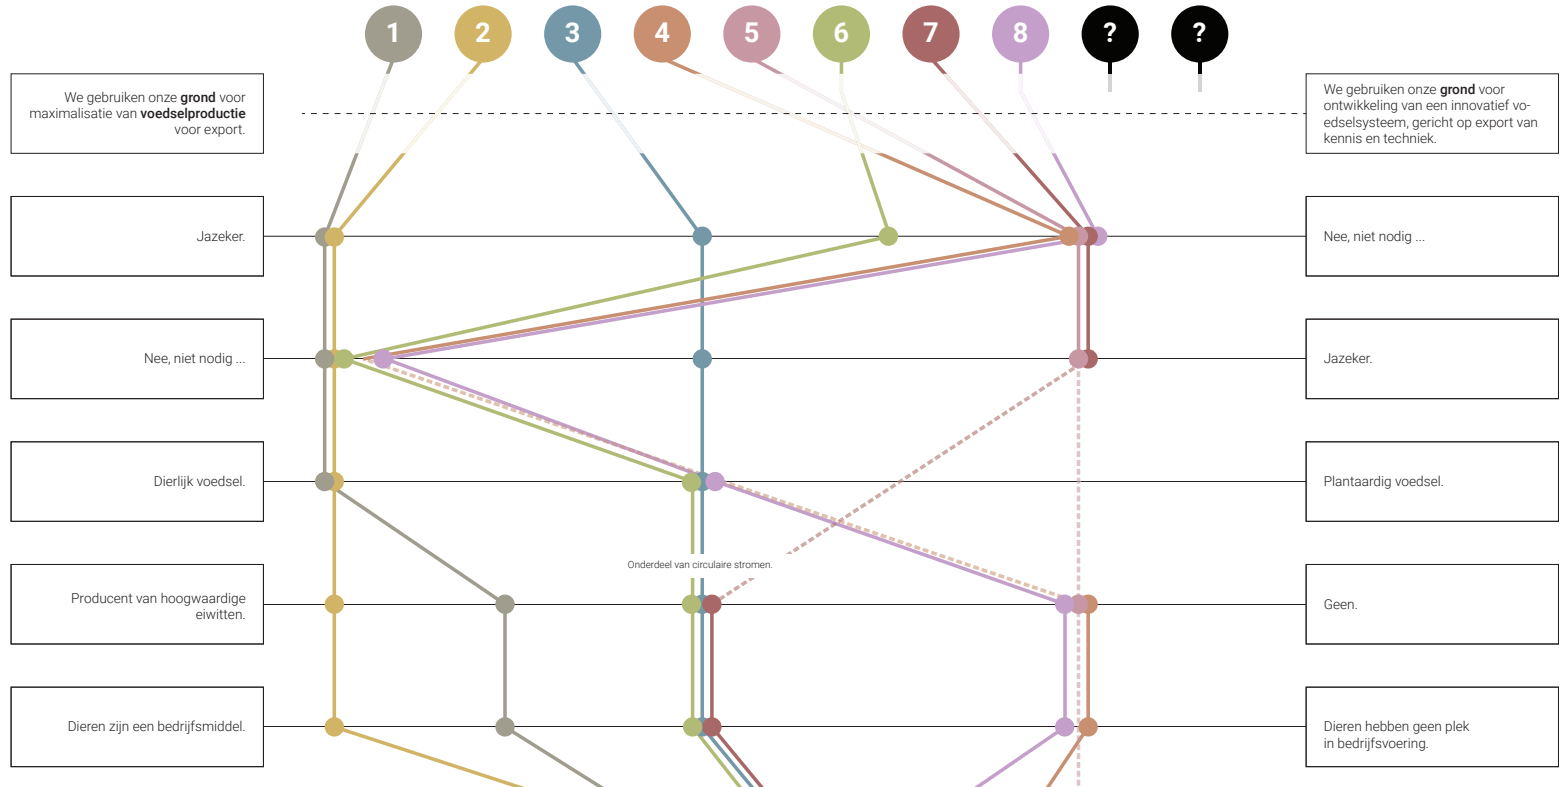 1 2 3 4 5 6 7 8 ? ?
We gebruiken onze grond voor
maximalisatie van voedselproductie
voor export.
We gebruiken onze grond voor
ontwikkeling van een innovatief vo-
edselsysteem, gericht op export van
kennis en techniek.
Jazeker.
Nee, niet nodig ...
Nee, niet nodig ...
Jazeker.
Dierlijk voedsel.
Plantaardig voedsel.
Onderdeel van circulaire stromen.
Producent van hoogwaardige
eiwitten.
Geen.
Dieren zijn een bedrijfsmiddel.
Dieren hebben geen plek
in bedrijfsvoering.